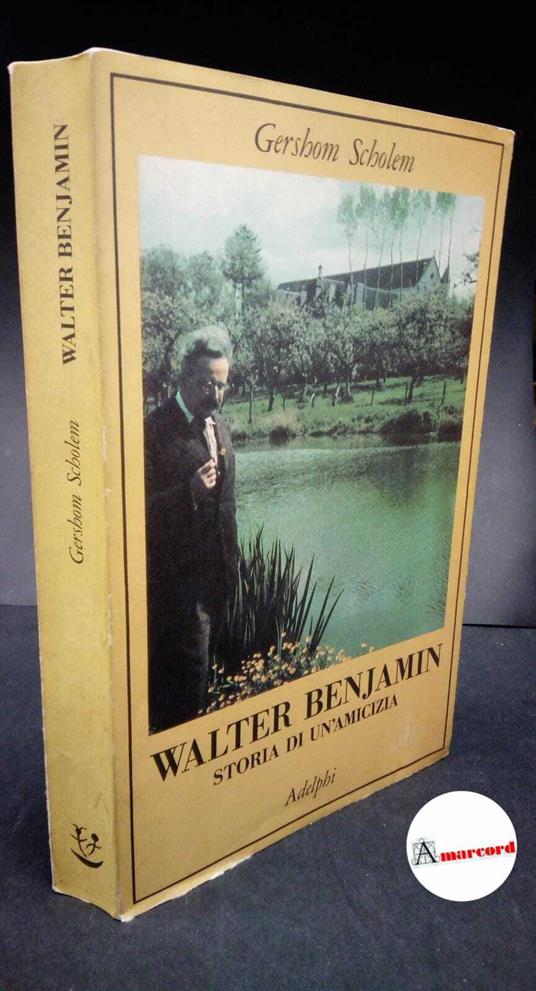 WALTER BENJAMIN
Gershom Scholem
Gershom Scholem
WALTER BENJAMIN
STORIA DI UN'AMICIZIA
Adelphi
Amarcord